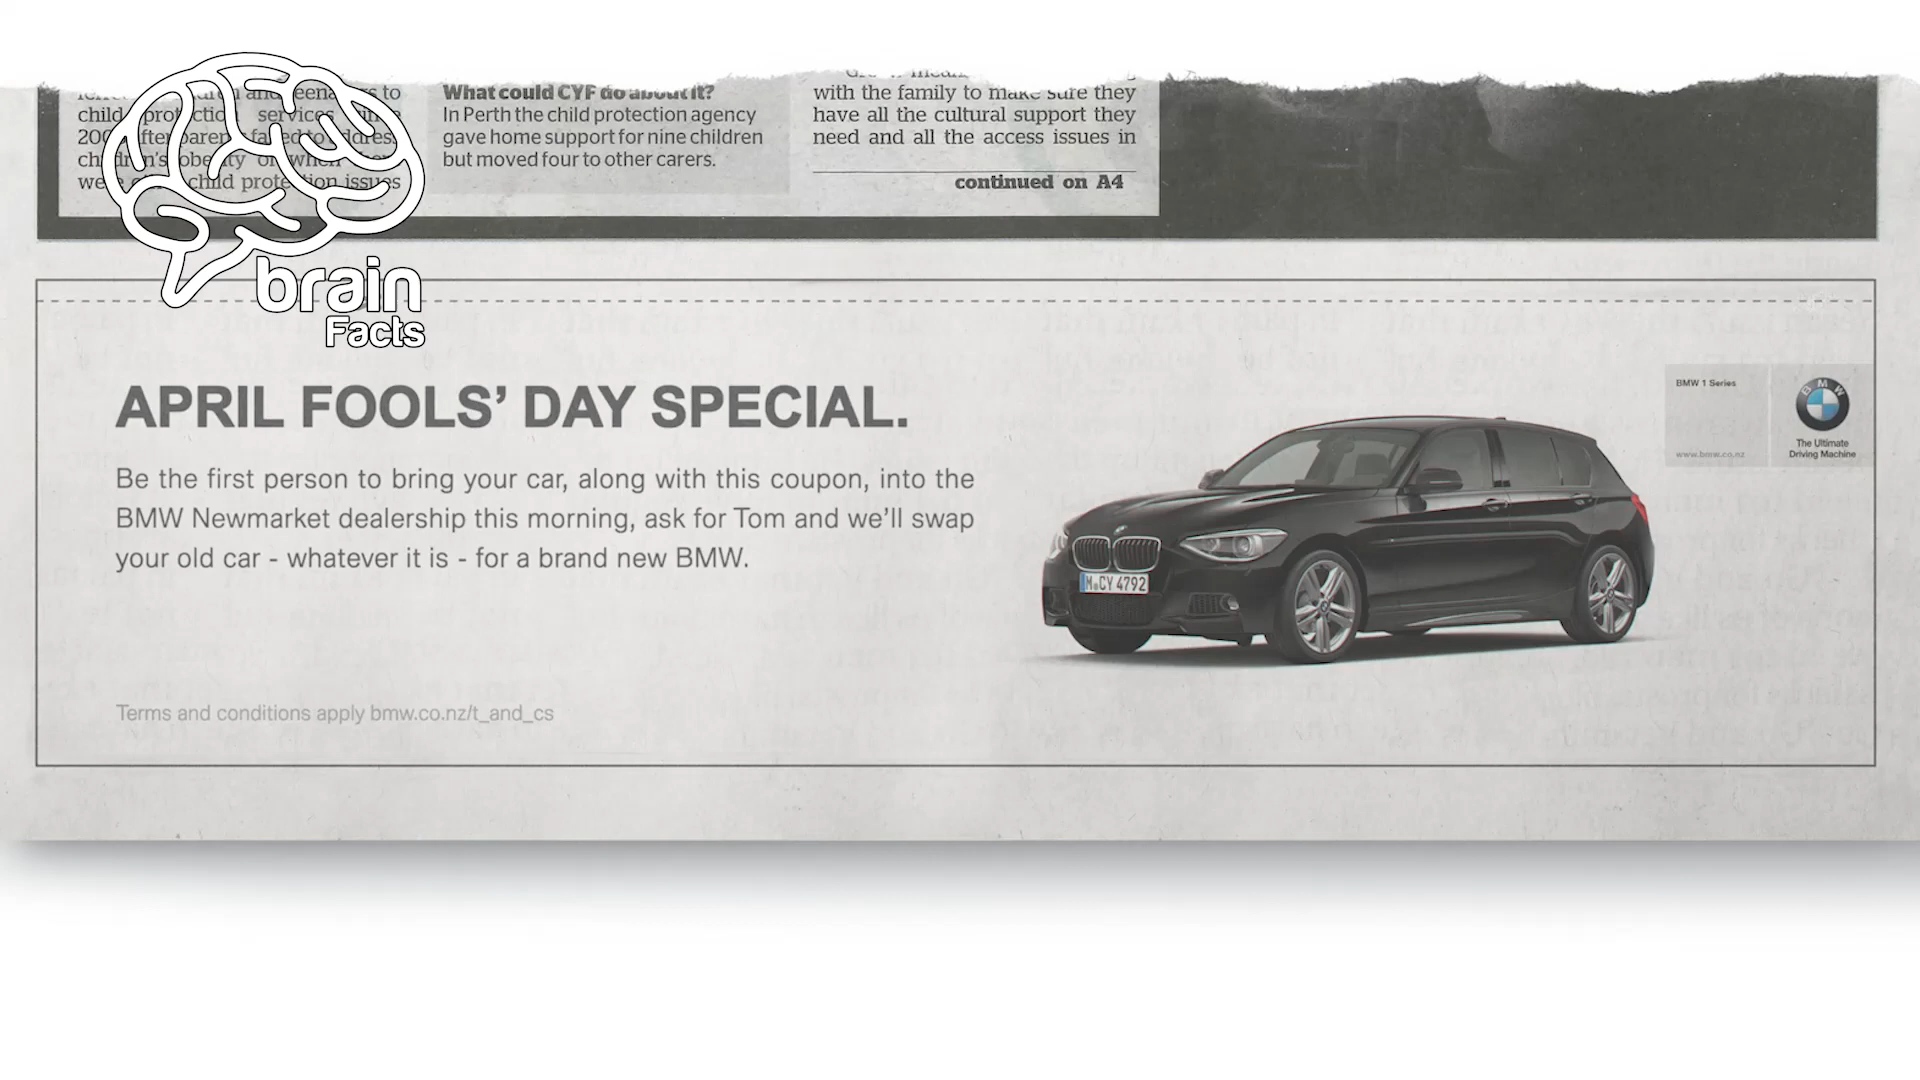 child protection services since
What could CYF do about it?
In Perth the child protection agency
gave home support for nine children
but moved four to other carers.
with the family to make sure they
have all the cultural support they
need and all the access issues in
continued on A4
brain
Facts
APRIL FOOLS' DAY SPECIAL.
Be the first person to bring your car, along with this coupon, into the
BMW Newmarket dealership this morning, ask for Tom and we'll swap
your old car - whatever it is - for a brand new BMW.
Terms and conditions apply bmw.co.nz/t_and_cs
M CY 4792
BMW 1 Series
www.bmw.co.nz
BMW
The Ultimate
Driving Machine